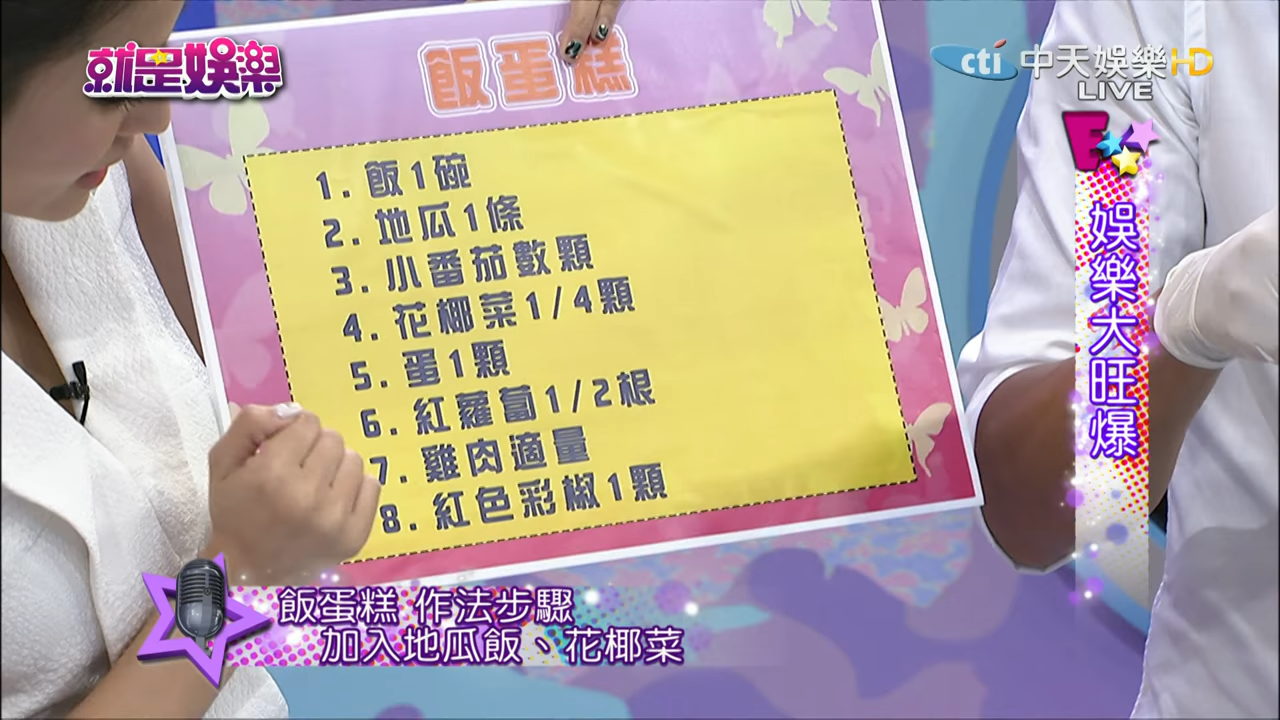 就是娛樂
cti 中天娛樂HD
LIVE
飯蛋糕
1. 飯1碗
2. 地瓜1條
3. 小番茄數顆
4. 花椰菜1/4顆
5. 蛋1顆
6. 紅蘿蔔1/2根
7. 雞肉適量
8. 紅色彩椒1顆
E
娛樂大旺爆
飯蛋糕 作法步驟
加入地瓜飯、花椰菜